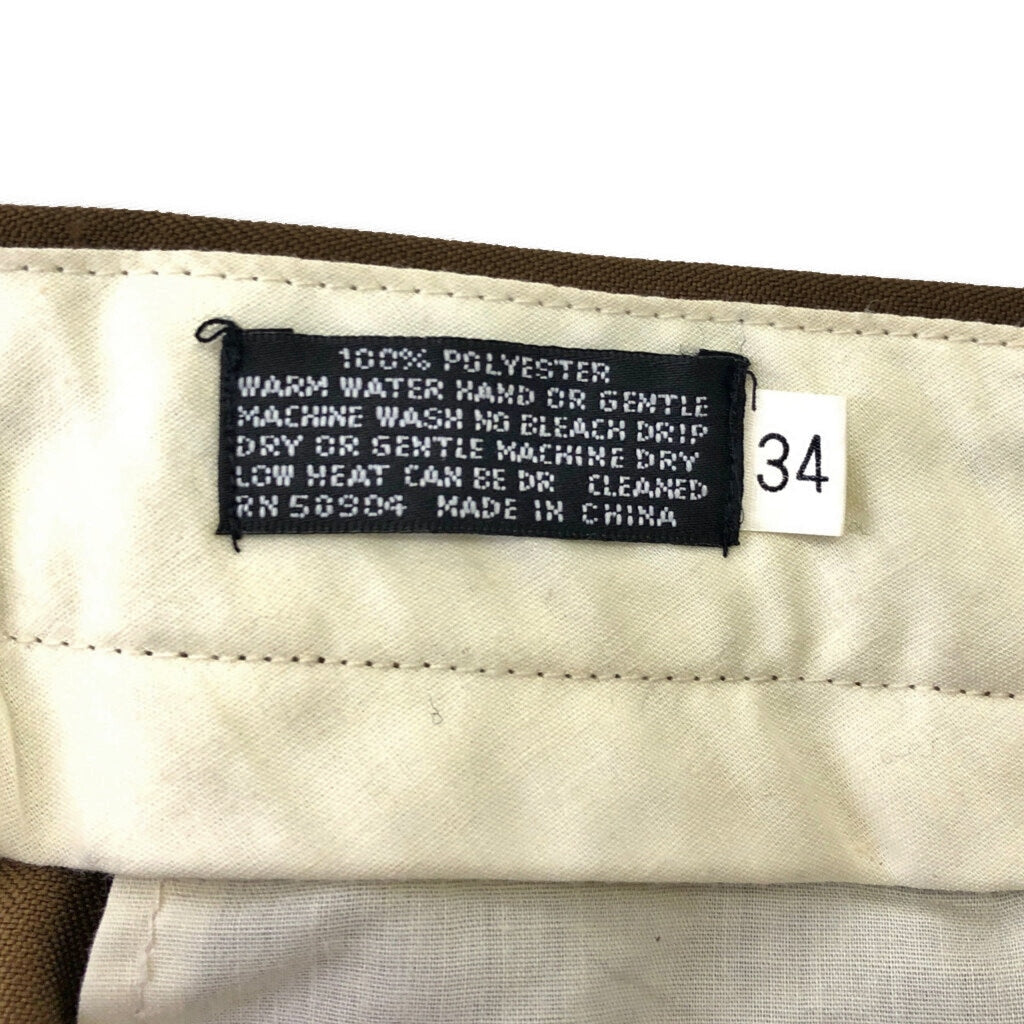 100% POLYESTER
WARM WATER HAND OR GENTLE
MACHINE WASH NO BLEACH DRIP
DRY OR GENTLE MACHINE DRY
LOW HEAT CAN BE DR CLEANED
RN 58904 MADE IN CHINA
34